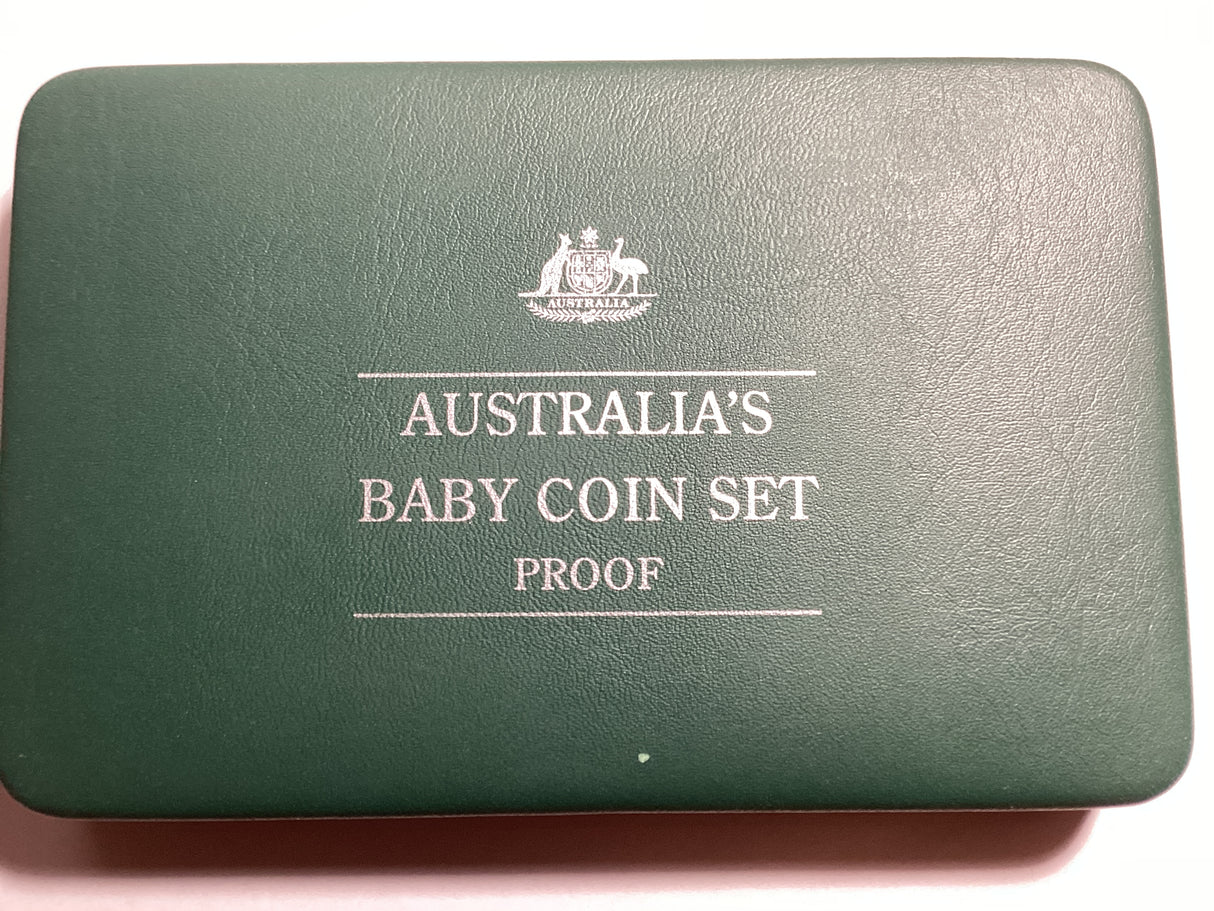 AUSTRALIA
AUSTRALIA'S
BABY COIN SET
PROOF